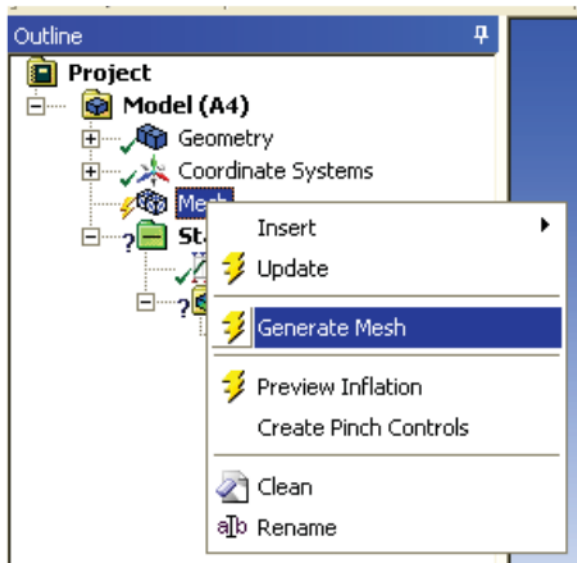 Outline
Project
Model (A4)
Geometry
Coordinate Systems
Mesh
Insert
Sta
Update
Generate Mesh
Preview Inflation
Create Pinch Controls
Clean
Rename